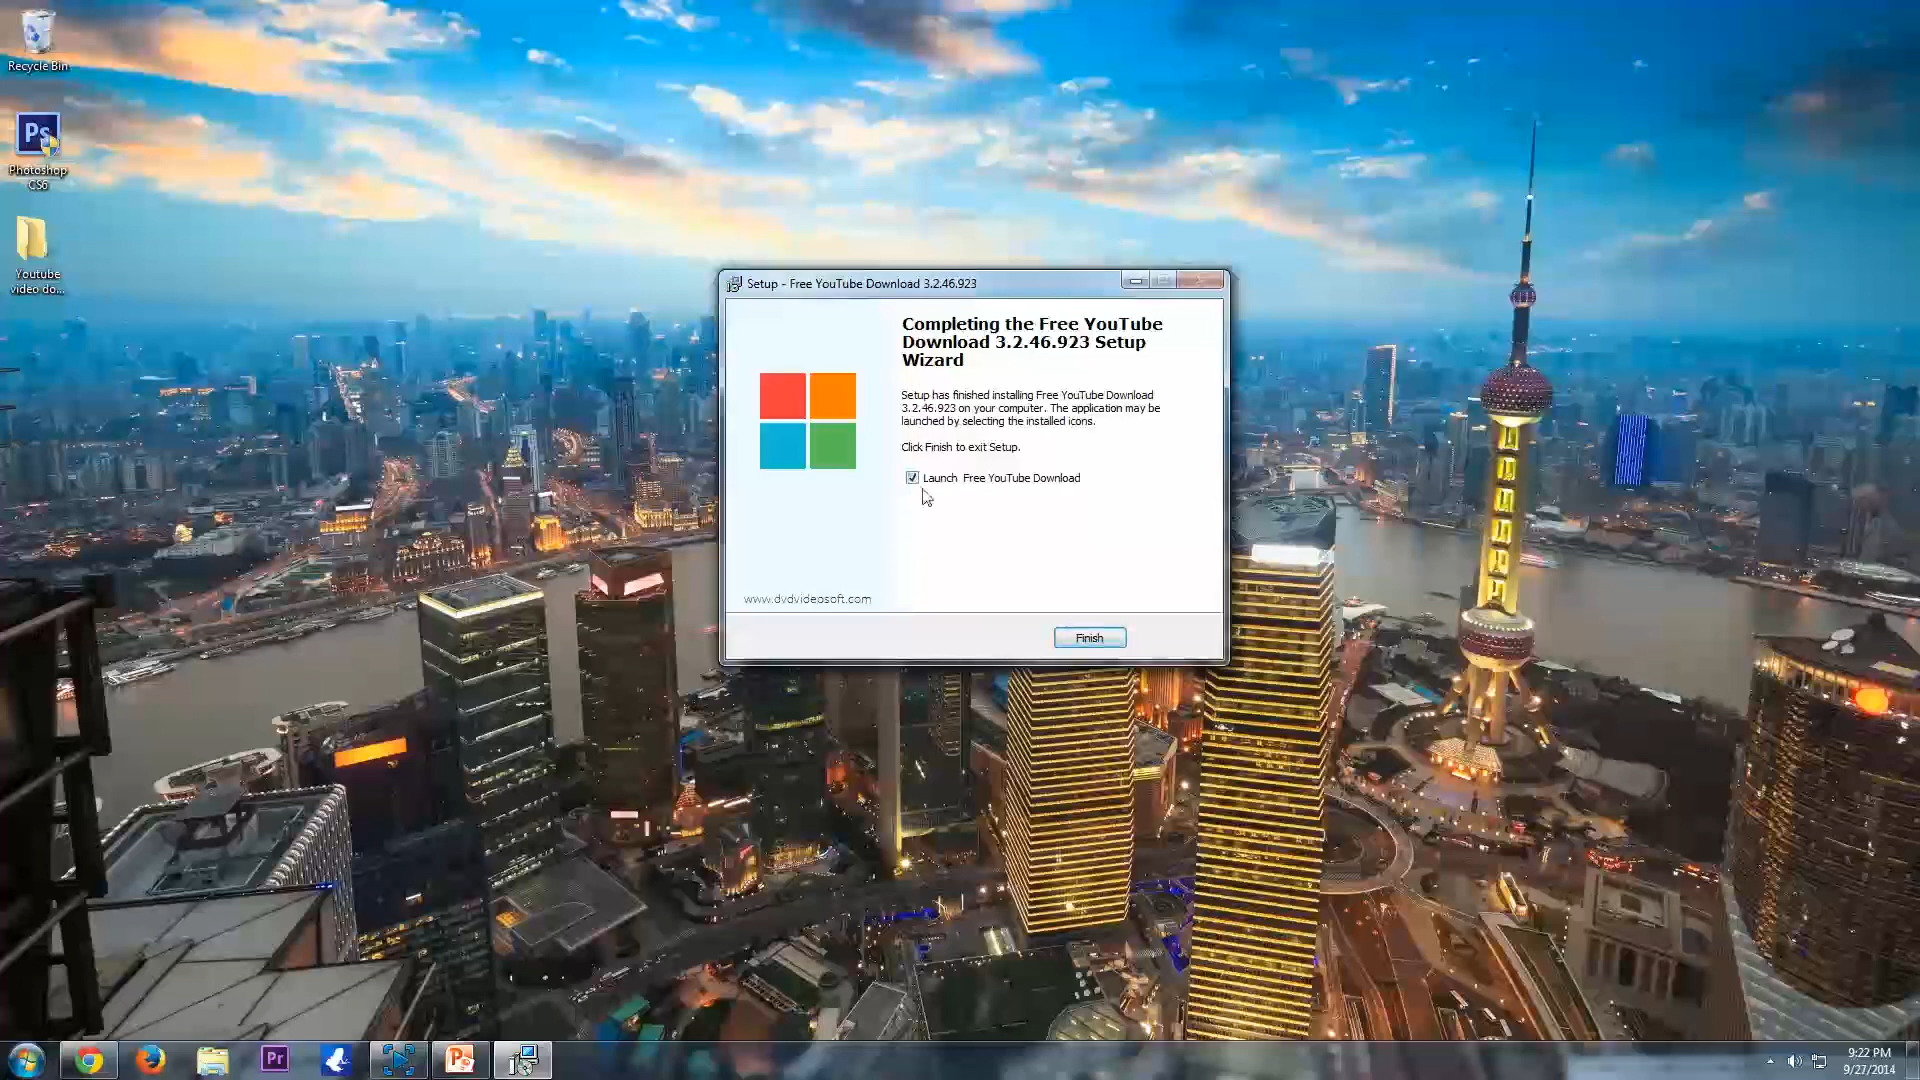 Recycle Bin
Ps
Photoshop
CS6
Youtube
video do...
Setup - Free YouTube Download 3.2.46.923
Completing the Free YouTube
Download 3.2.46.923 Setup
Wizard
Setup has finished installing Free YouTube Download
3.2.46.923 on your computer. The application may be
launched by selecting the installed icons.
Click Finish to exit Setup.
Launch Free YouTube Download
www.dvdvideosoft.com
Finish
Pr
P
9:22 PM
9/27/2014